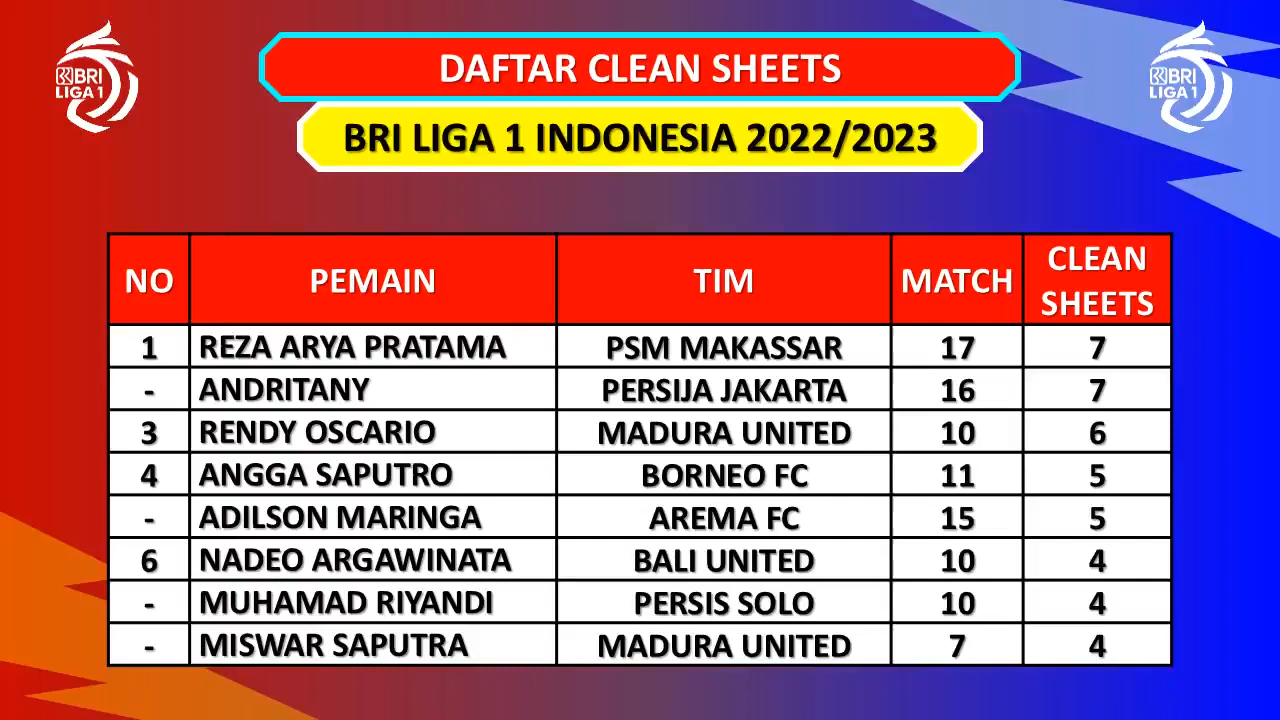 BRI
LIGA 1
DAFTAR CLEAN SHEETS
BRI LIGA 1 INDONESIA 2022/2023
BRI
LIGA 1
NO PEMAIN TIM MATCH CLEAN SHEETS
1 REZA ARYA PRATAMA PSM MAKASSAR 17 7
- ANDRITANY PERSIJA JAKARTA 16 7
3 RENDY OSCARIO MADURA UNITED 10 6
4 ANGGA SAPUTRO BORNEO FC 11 5
- ADILSON MARINGA AREMA FC 15 5
6 NADEO ARGAWINATA BALI UNITED 10 4
- MUHAMAD RIYANDI PERSIS SOLO 10 4
- MISWAR SAPUTRA MADURA UNITED 7 4